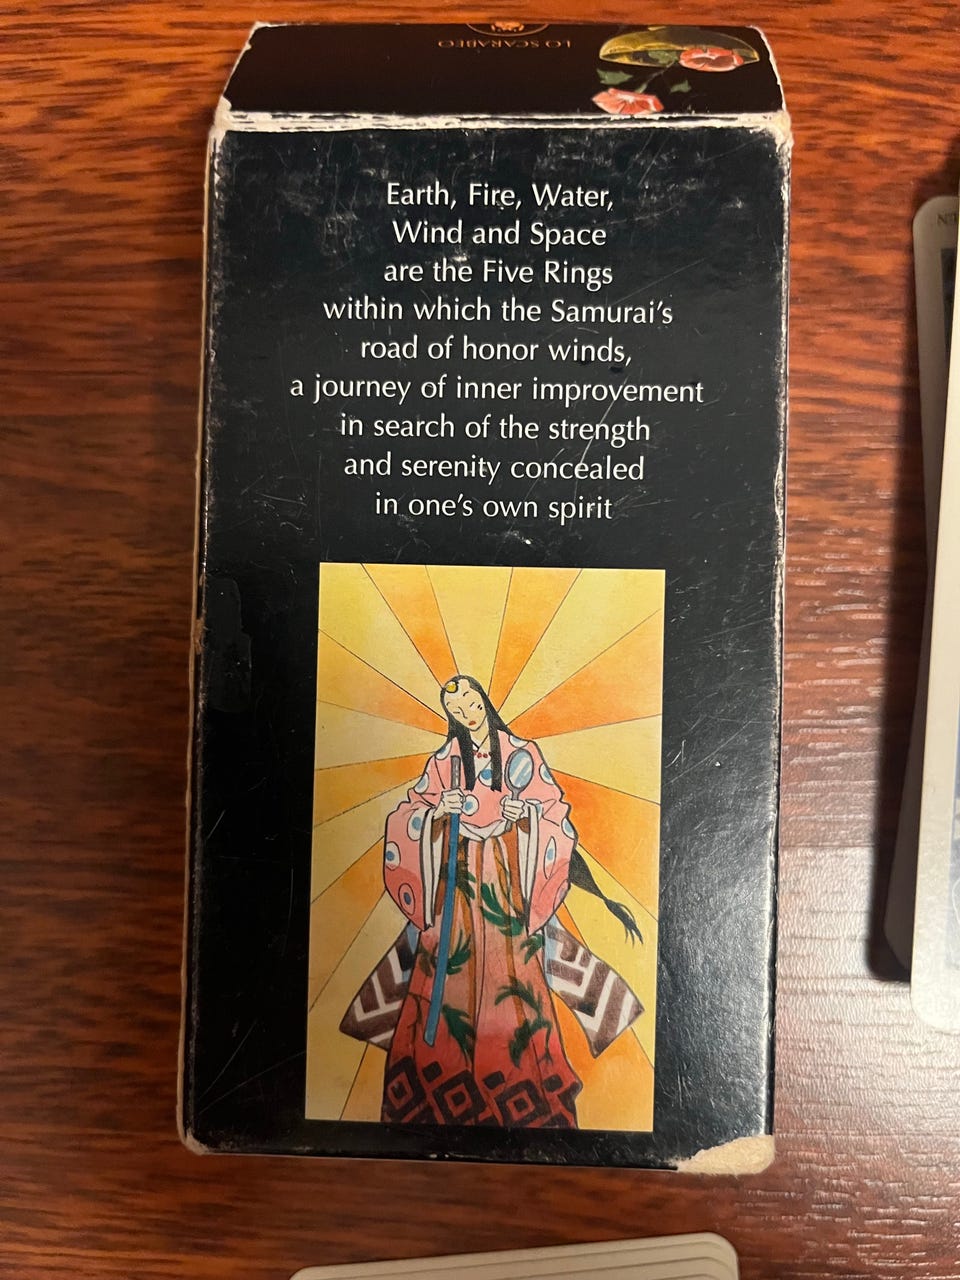 LO SCARABEO
Earth, Fire, Water,
Wind and Space
are the Five Rings
within which the Samurai's
road of honor winds,
a journey of inner improvement
in search of the strength
and serenity concealed
in one's own spirit